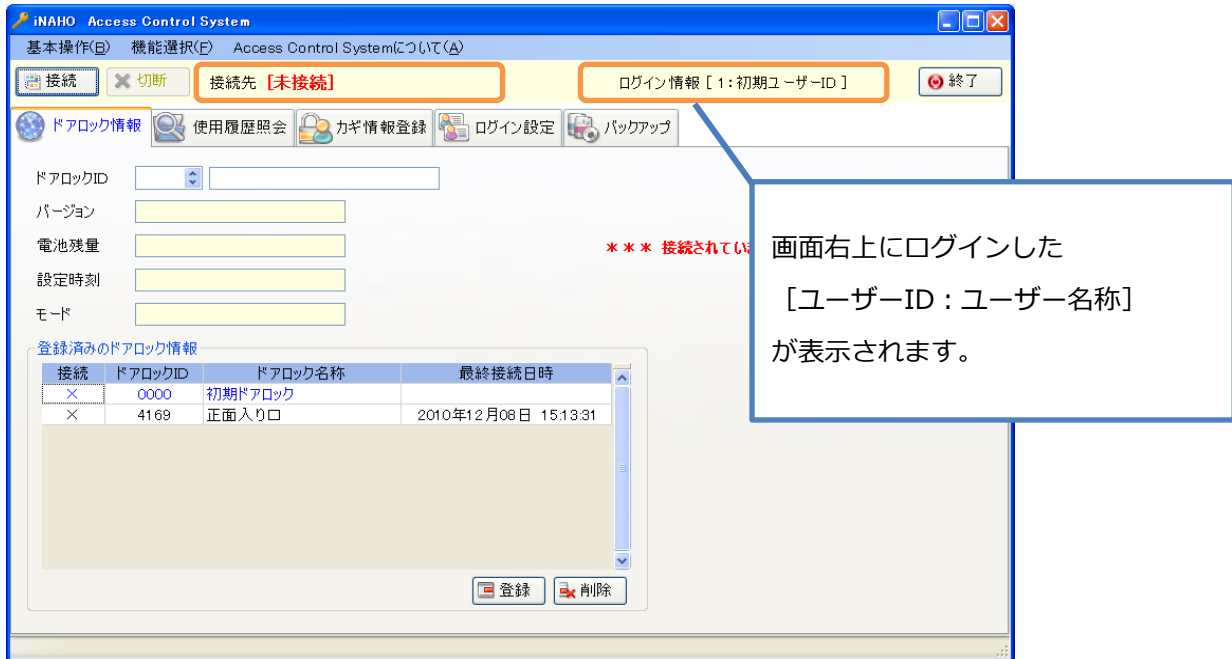 iNAHO Access Control System
基本操作(B) 機能選択(F) Access Control Systemについて(A)
接続 切断 接続先 [未接続] ログイン情報 [ 1:初期ユーザーID ] 終了
ドアロック情報 使用履歴照会 カギ情報登録 ログイン設定 バックアップ
ドアロックID
バージョン
電池残量
*** 接続されていま
設定時刻
モード
画面右上にログインした
[ユーザーID:ユーザー名称]
が表示されます。
登録済みのドアロック情報
接続 ドアロックID ドアロック名称 最終接続日時
× 0000 初期ドアロック
× 4169 正面入り口 2010年12月08日 15:13:31
登録 削除